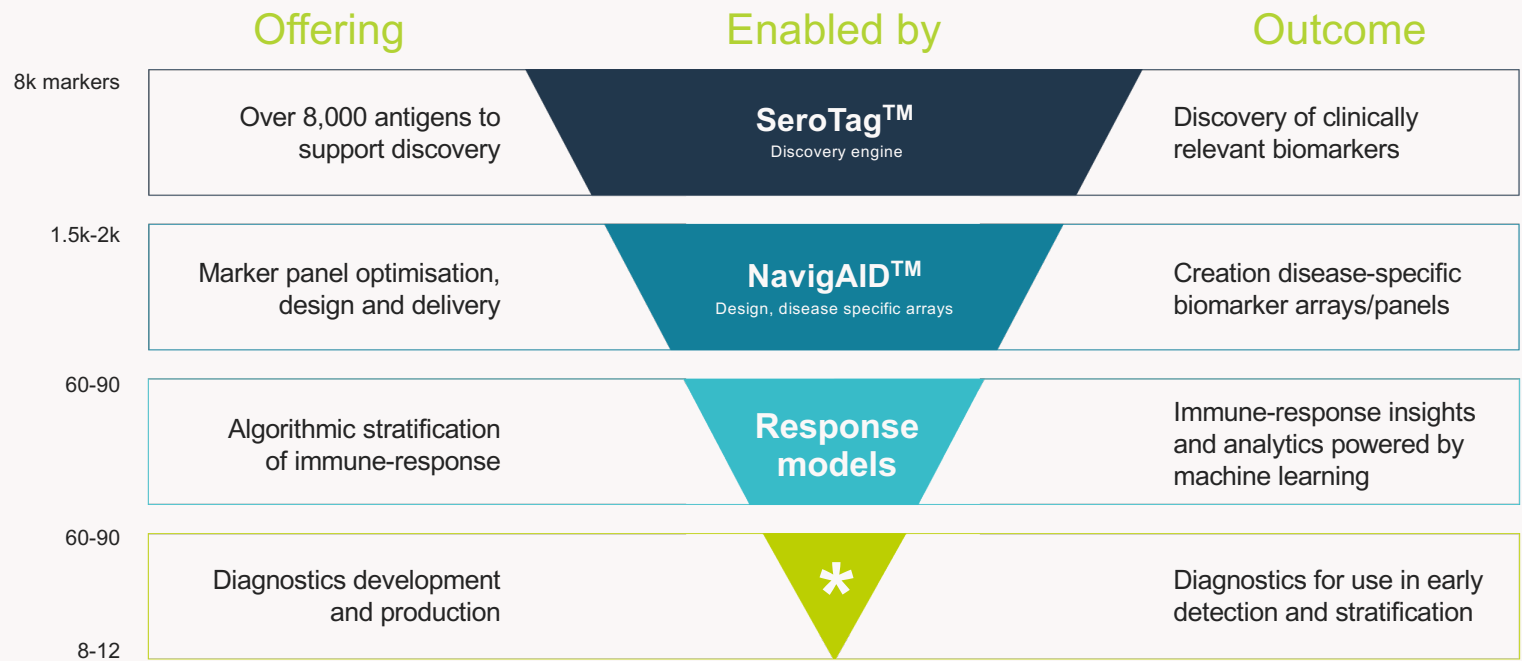 Offering
Enabled by
Outcome
8k markers
Over 8,000 antigens to
support discovery
SeroTag™
Discovery engine
Discovery of clinically
relevant biomarkers
1.5k-2k
Marker panel optimisation,
design and delivery
NavigAID™
Design, disease specific arrays
Creation disease-specific
biomarker arrays/panels
60-90
Algorithmic stratification
of immune-response
Response
models
Immune-response insights
and analytics powered by
machine learning
60-90
Diagnostics development
and production
*
Diagnostics for use in early
detection and stratification
8-12